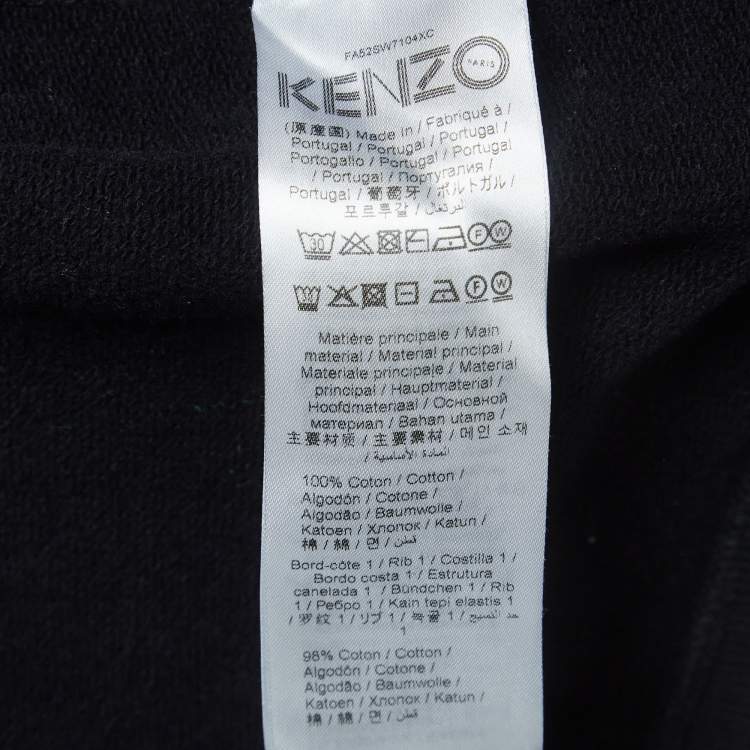 FA52SW7104XC
KENZO
PARIS
(原産国) Made in / Fabriqué à /
Portugal / Portugal / Portugal /
Portogallo / Portugal / Portugal
/ Portugal / Португалия /
Portugal / 葡萄牙 / ポルトガル /
포르투갈 / البرتغال
30 F W
F W
Matière principale / Main
material / Material principal /
Materiale principale / Material
principal / Hauptmaterial /
Hoofdmateriaal / Основной
материал / Bahan utama /
主要材质 / 主要素材 / 메인 소재
/ المادة الأساسية
100% Coton / Cotton /
Algodón / Cotone /
Algodão / Baumwolle /
Katoen / Хлопок / Katun /
棉 / 綿 / 면 / قطن
Bord-côte 1 / Rib 1 / Costilla 1 /
Bordo costa 1 / Estrutura
canelada 1 / Bündchen 1 / Rib
1 / Ребро 1 / Kain tepi elastis 1
/ 罗纹 1 / リブ 1 / 늑골 1 / حد النسيج
1
98% Coton / Cotton /
Algodón / Cotone /
Algodão / Baumwolle /
Katoen / Хлопок / Katun /
棉 / 綿 / 면 / قطن